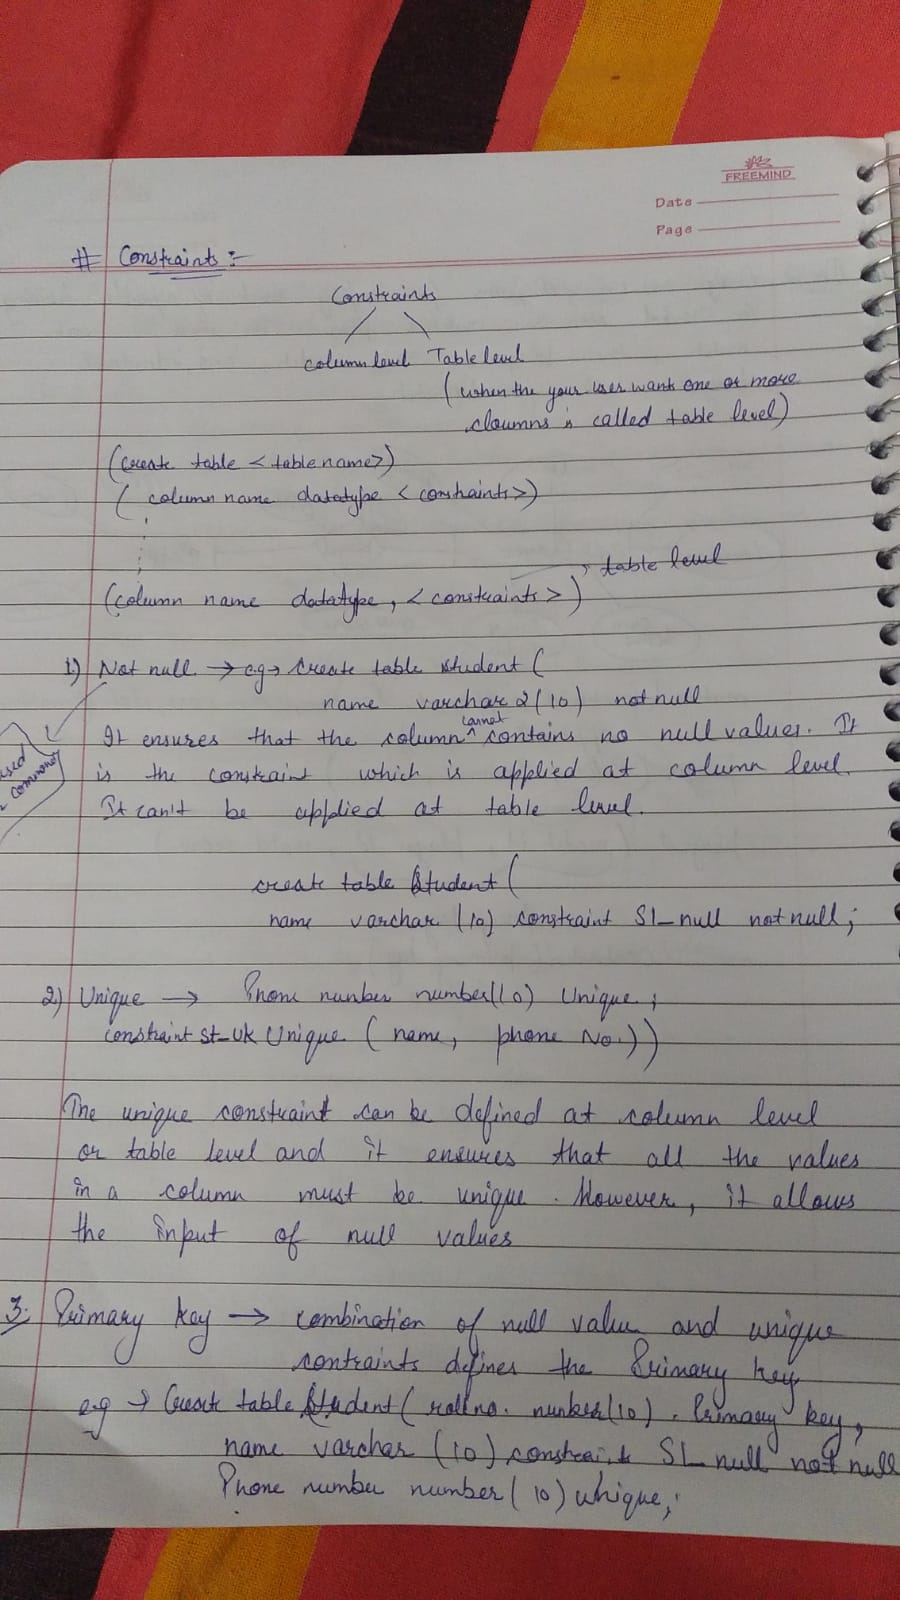 FREEMIND
Date
Page
# Constraints :-
Constraints
column level Table level
(when the your user want one or more
cloumns is called table level)
(Create table <table name>)
( column name datatype <constraints>)
table level
(column name datatype, <constraints>)
1) Not null → e.g → Create table student (
name varchar 2(10) not null
cannot
It ensures that the column ^ contains no null values. It
used
is the constraint which is applied at column level.
commonly
It can't be applied at table level.
create table Student (
name varchar (10) constraint S1_null not null;
2) Unique → Phone number number(10) Unique ;
constraint st_uk Unique ( name, phone No.))
The unique constraint can be defined at column level
or table level and it ensures that all the values
in a column must be unique. However, it allows
the input of null values
3. Primary key → combination of null value and unique
contraints defines the Primary key
e.g → Create table Student ( rollno. number(10). Primary key,
name varchar (10) constraint S1_null not null
Phone number number ( 10 ) unique,;